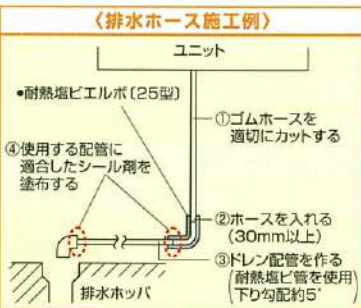 〈排水ホース施工例〉
ユニット
•耐熱塩ビエルボ〔25型〕
①ゴムホースを
適切にカットする
④使用する配管に
適合したシール剤を
塗布する
②ホースを入れる
(30mm以上)
③ドレン配管を作る
(耐熱塩ビ管を使用
下り勾配約5°)
排水ホッパ